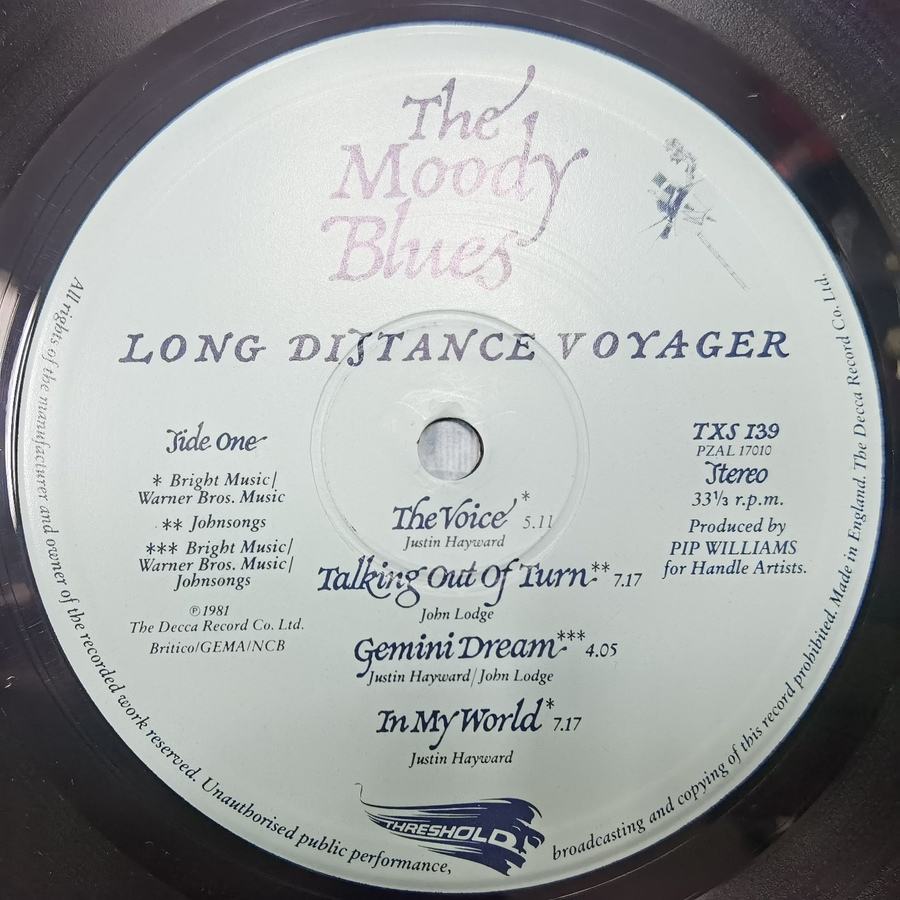 The
Moody
Blues
LONG DISTANCE VOYAGER
Side One
* Bright Music/
Warner Bros. Music
** Johnsongs
*** Bright Music/
Warner Bros. Music/
Johnsongs
℗ 1981
The Decca Record Co. Ltd.
Britico/GEMA/NCB
TXS 139
PZAL 17010
Stereo
33⅓ r.p.m.
Produced by
PIP WILLIAMS
for Handle Artists.
The Voice* 5.11
Justin Hayward
Talking Out Of Turn** 7.17
John Lodge
Gemini Dream*** 4.05
Justin Hayward/John Lodge
In My World* 7.17
Justin Hayward
THRESHOLD
All rights of the manufacturer and owner of the recorded work reserved. Unauthorised public performance, broadcasting and copying of this record prohibited. Made in England. The Decca Record Co. Ltd.